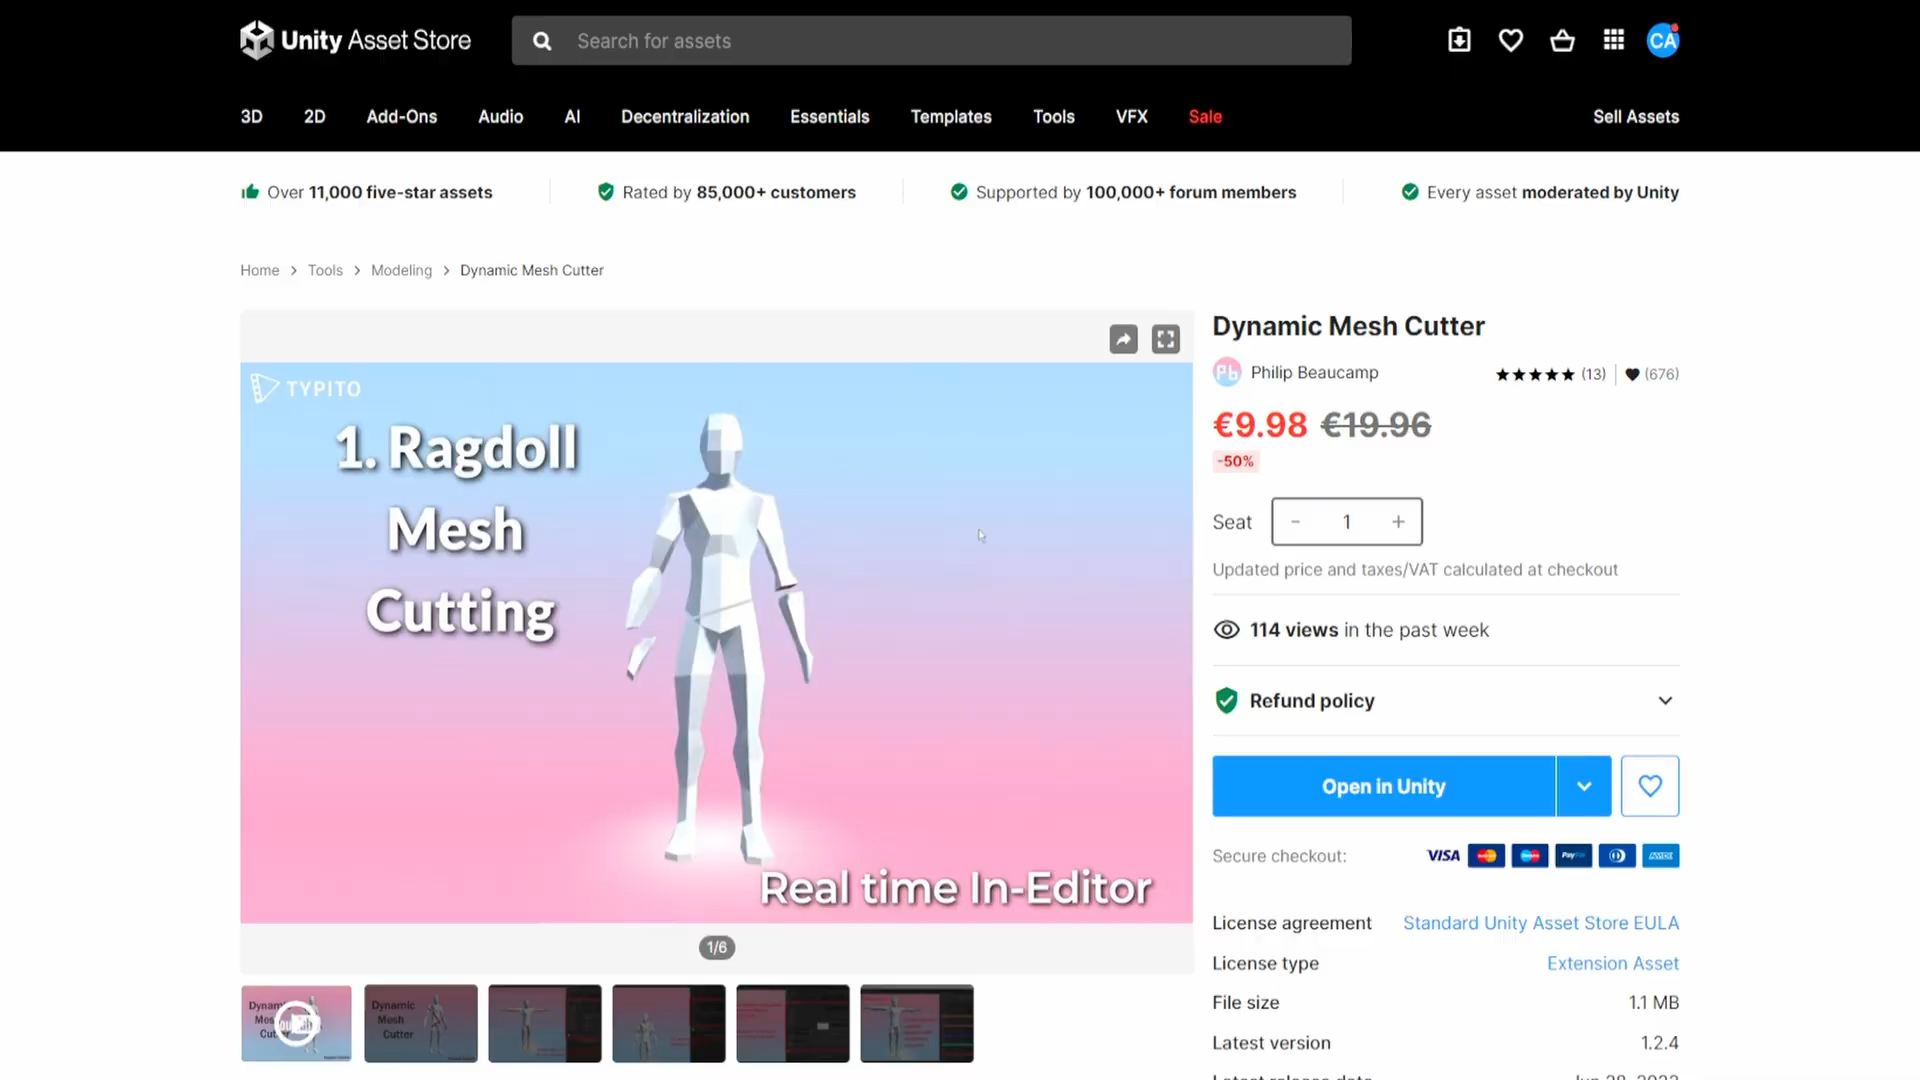 Unity Asset Store
Search for assets
CA
3D 2D Add-Ons Audio AI Decentralization Essentials Templates Tools VFX Sale Sell Assets
Over 11,000 five-star assets
Rated by 85,000+ customers
Supported by 100,000+ forum members
Every asset moderated by Unity
Home > Tools > Modeling > Dynamic Mesh Cutter
TYPITO
1. Ragdoll
Mesh
Cutting
Real time In-Editor
1/6
Dynamic
Mesh
Cutter
Dynamic Mesh Cutter
Pb Philip Beaucamp
(13) (676)
€9.98 €19.96
-50%
Seat - 1 +
Updated price and taxes/VAT calculated at checkout
114 views in the past week
Refund policy
Open in Unity
Secure checkout: VISA PayPal AMEX
License agreement Standard Unity Asset Store EULA
License type Extension Asset
File size 1.1 MB
Latest version 1.2.4